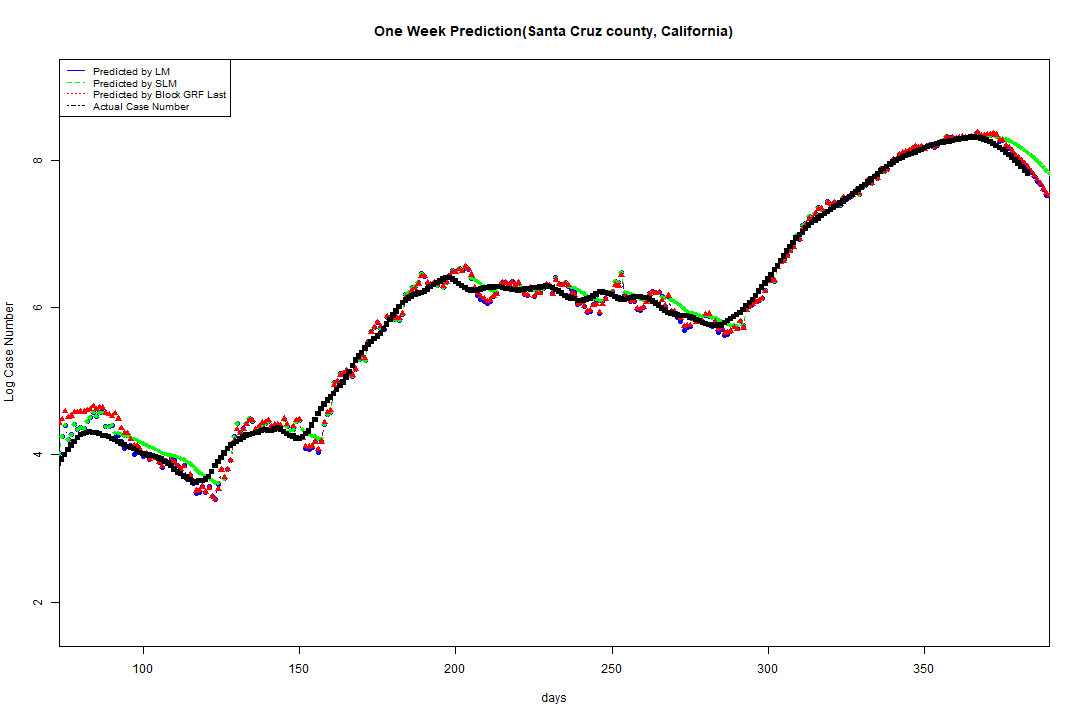 One Week Prediction(Santa Cruz county, California)
Predicted by LM
Predicted by SLM
Predicted by Block GRF Last
Actual Case Number
8
6
4
2
Log Case Number
100 150 200 250 300 350
days